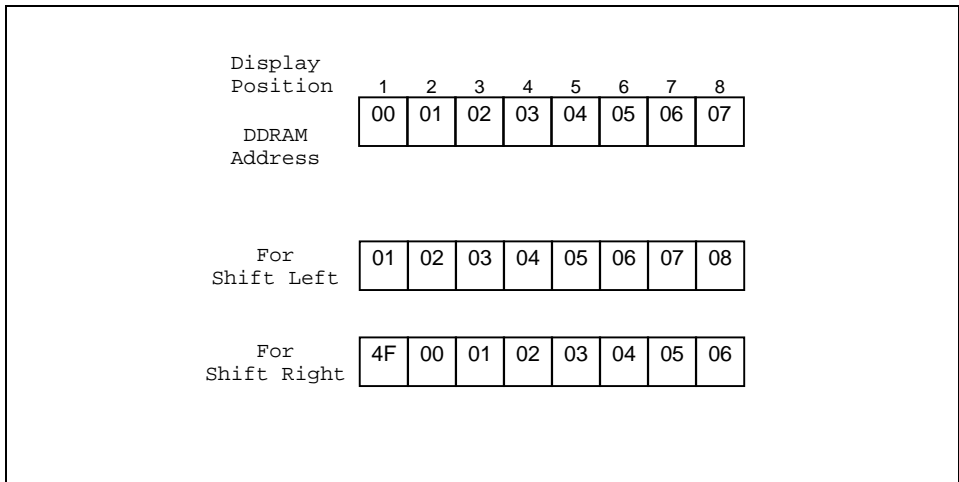 Display
Position 1 2 3 4 5 6 7 8
00 01 02 03 04 05 06 07
DDRAM
Address
For
Shift Left 01 02 03 04 05 06 07 08
For
Shift Right 4F 00 01 02 03 04 05 06